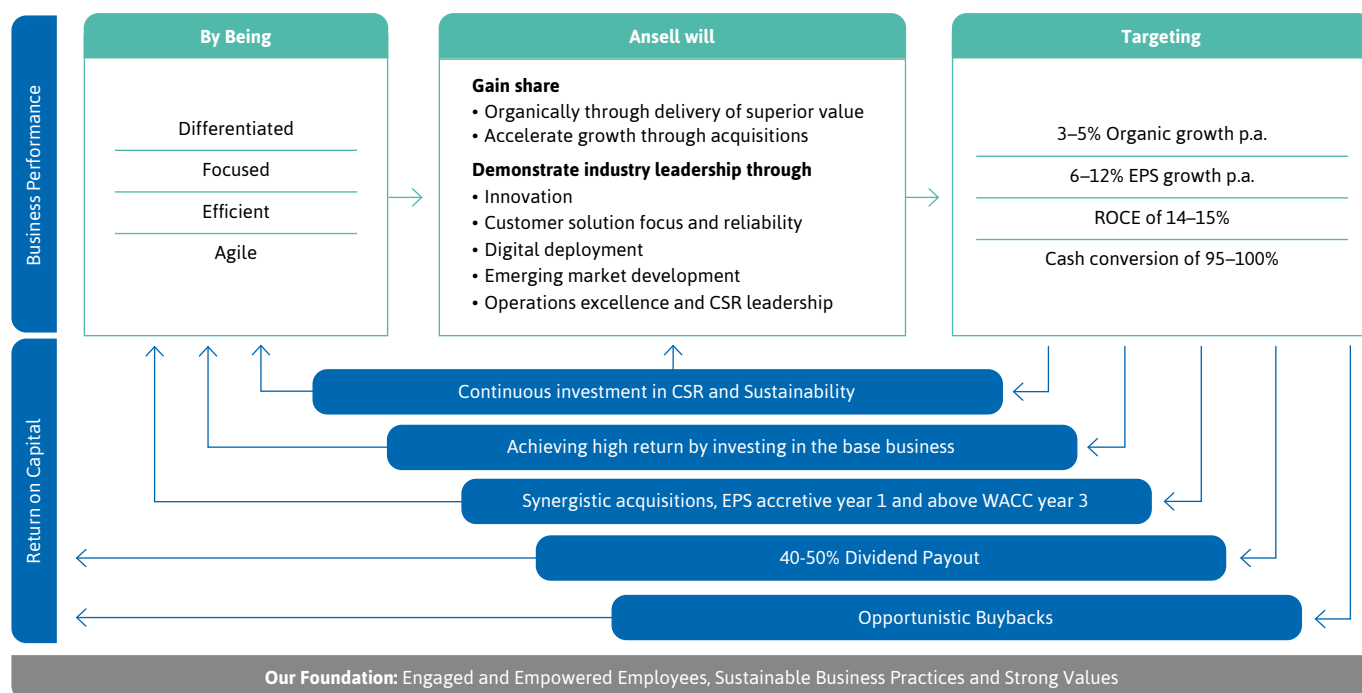 Business Performance
By Being
Differentiated
Focused
Efficient
Agile
Ansell will
Gain share
• Organically through delivery of superior value
• Accelerate growth through acquisitions
Demonstrate industry leadership through
• Innovation
• Customer solution focus and reliability
• Digital deployment
• Emerging market development
• Operations excellence and CSR leadership
Targeting
3–5% Organic growth p.a.
6–12% EPS growth p.a.
ROCE of 14–15%
Cash conversion of 95–100%
Return on Capital
Continuous investment in CSR and Sustainability
Achieving high return by investing in the base business
Synergistic acquisitions, EPS accretive year 1 and above WACC year 3
40-50% Dividend Payout
Opportunistic Buybacks
Our Foundation: Engaged and Empowered Employees, Sustainable Business Practices and Strong Values